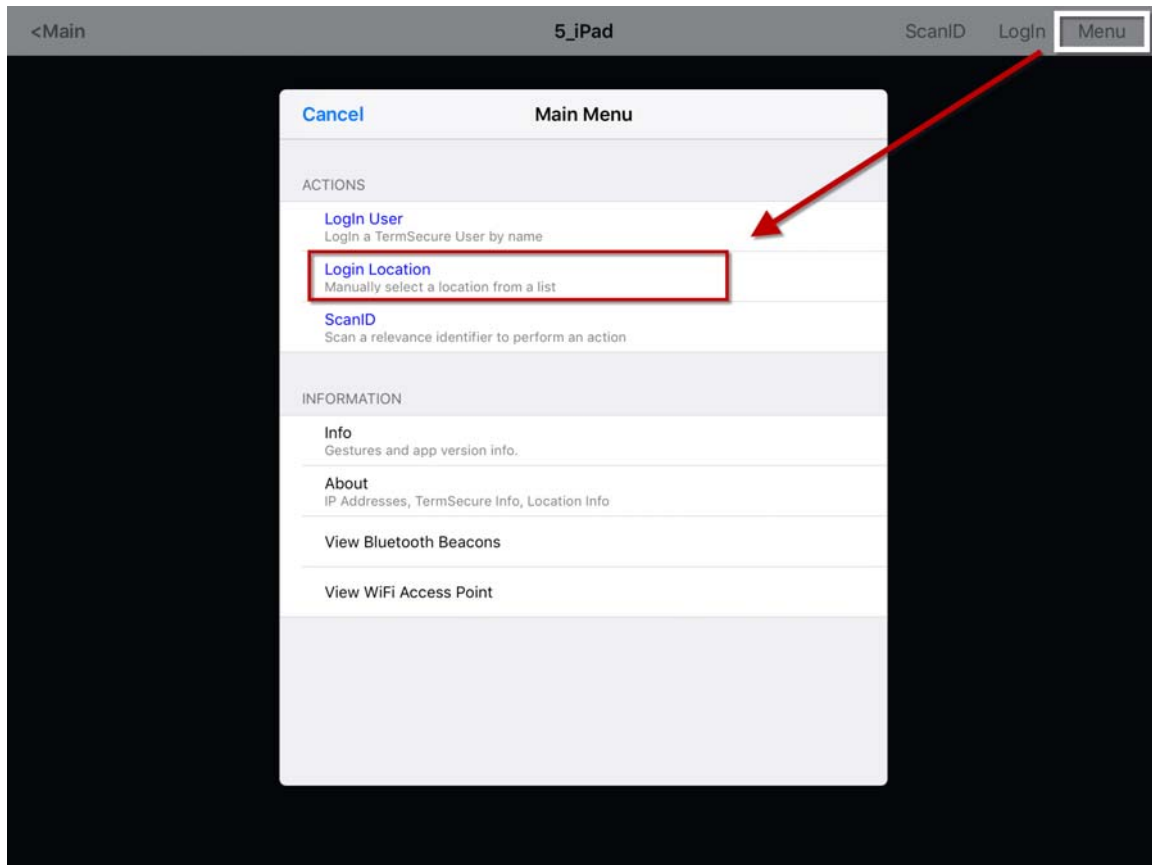 <Main 5_iPad ScanID LogIn Menu
Cancel Main Menu
ACTIONS
LogIn User
LogIn a TermSecure User by name
Login Location
Manually select a location from a list
ScanID
Scan a relevance identifier to perform an action
INFORMATION
Info
Gestures and app version info.
About
IP Addresses, TermSecure Info, Location Info
View Bluetooth Beacons
View WiFi Access Point